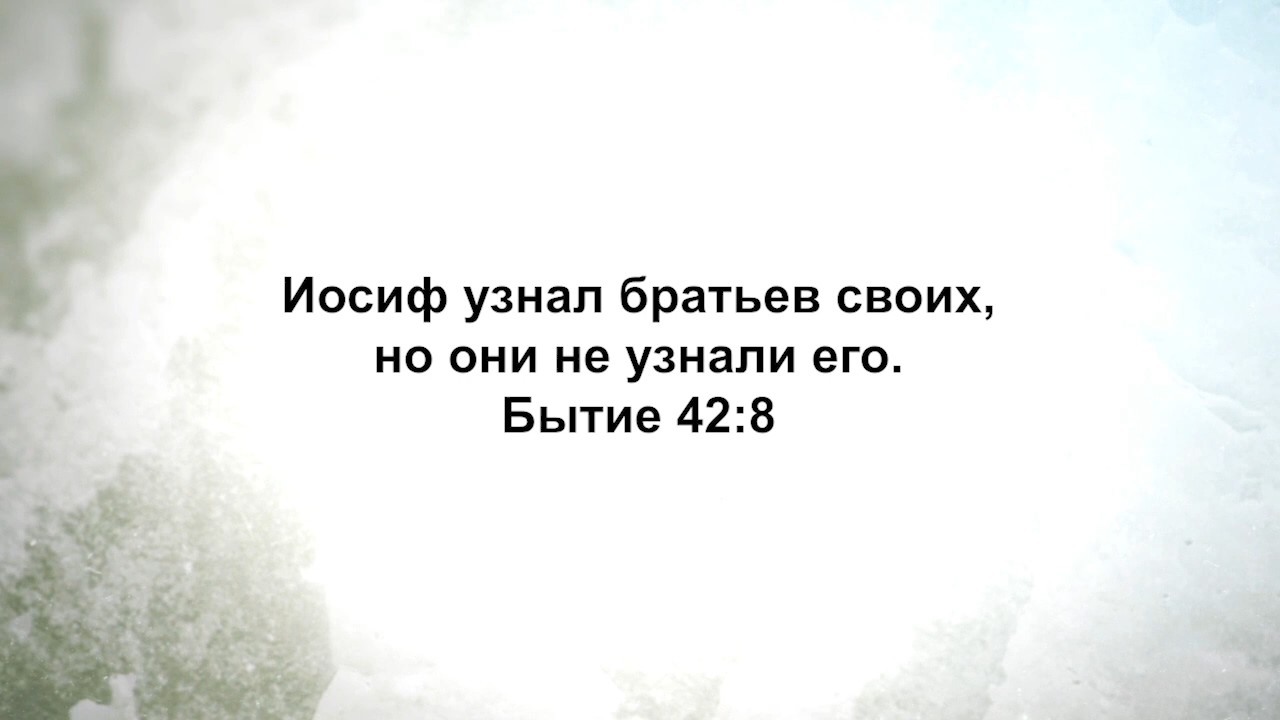 Иосиф узнал братьев своих,
но они не узнали его.
Бытие 42:8